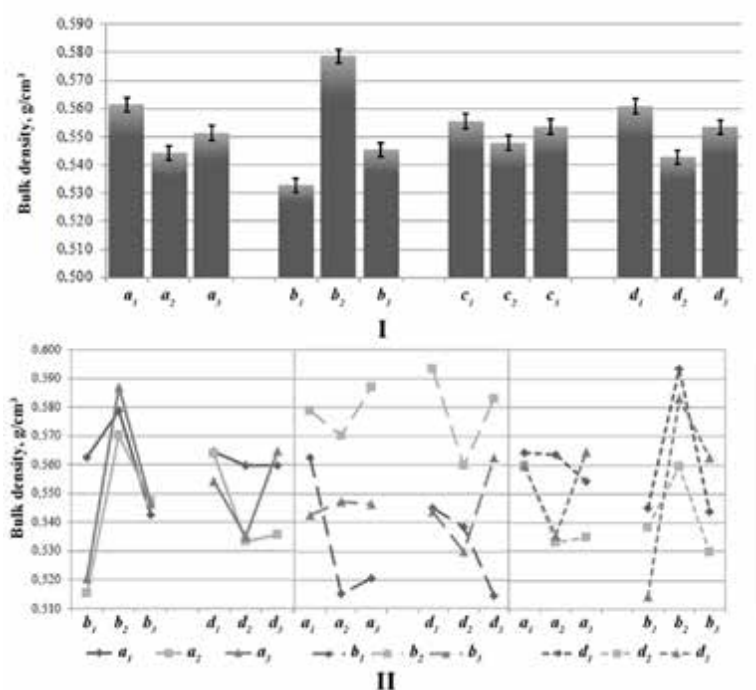 Bulk density, g/cm³
0.590
0.580
0.570
0.560
0.550
0.540
0.530
0.520
0.510
0.500
a₁ a₂ a₃ b₁ b₂ b₃ c₁ c₂ c₃ d₁ d₂ d₃
I
Bulk density, g/cm³
0.600
0.590
0.580
0.570
0.560
0.550
0.540
0.530
0.520
0.510
b₁ b₂ b₃ d₁ d₂ d₃ a₁ a₂ a₃ d₁ d₂ d₃ a₁ a₂ a₃ b₁ b₂ b₃
a₁ a₂ a₃ b₁ b₂ b₃ d₁ d₂ d₃
II